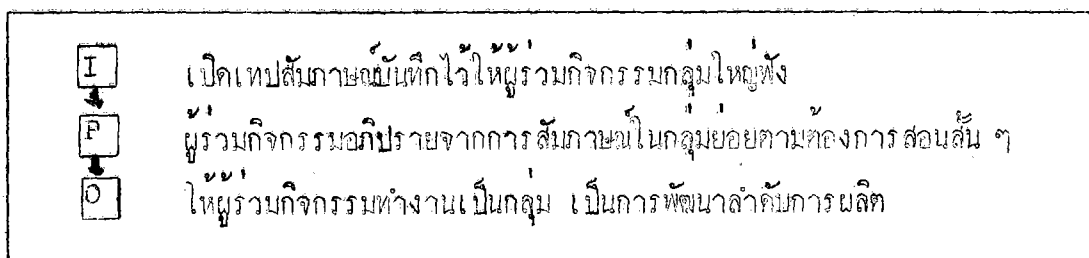 I เปิดเทปสัมภาษณ์บันทึกไว้ให้ผู้ร่วมกิจกรรมกลุ่มใหญ่ฟัง
P ผู้ร่วมกิจกรรมอภิปรายจากการสัมภาษณ์ในกลุ่มย่อยตามต้องการสอนสั้น ๆ
O ให้ผู้ร่วมกิจกรรมทำงานเป็นกลุ่ม เป็นการพัฒนาลำดับการผลิต